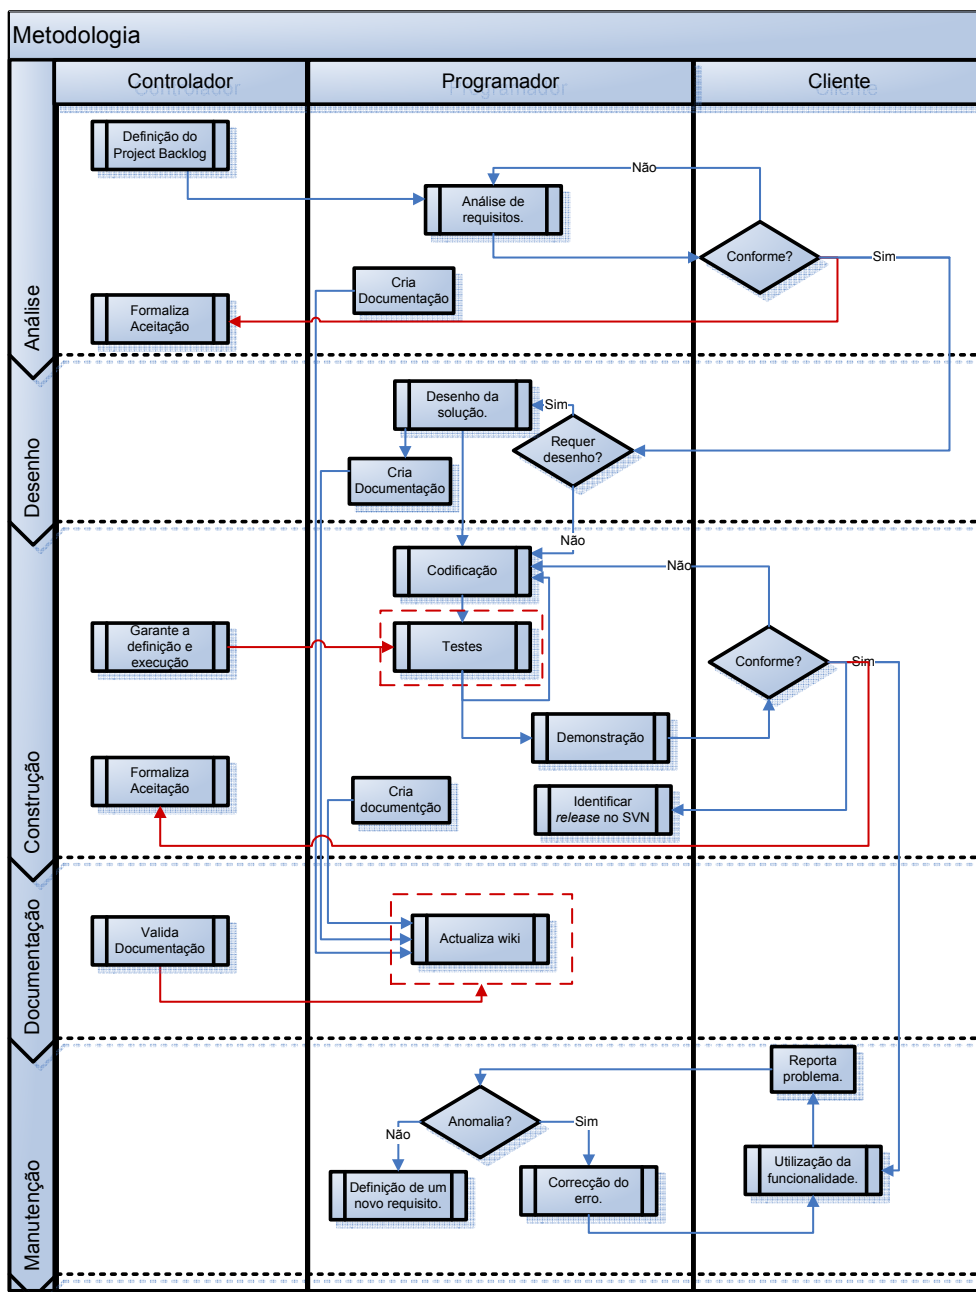 Metodologia
Controlador
Programador
Cliente
Análise
Definição do
Project Backlog
Não
Análise de
requisitos.
Conforme?
Sim
Cria
Documentação
Formaliza
Aceitação
Desenho
Desenho da
solução.
Sim
Requer
desenho?
Cria
Documentação
Não
Construção
Codificação
Não
Garante a
definição e
execução
Testes
Conforme?
Sim
Demonstração
Formaliza
Aceitação
Cria
documentção
Identificar
release no SVN
Documentação
Valida
Documentação
Actualiza wiki
Manutenção
Reporta
problema.
Anomalia?
Sim
Não
Definição de um
novo requisito.
Correcção do
erro.
Utilização da
funcionalidade.